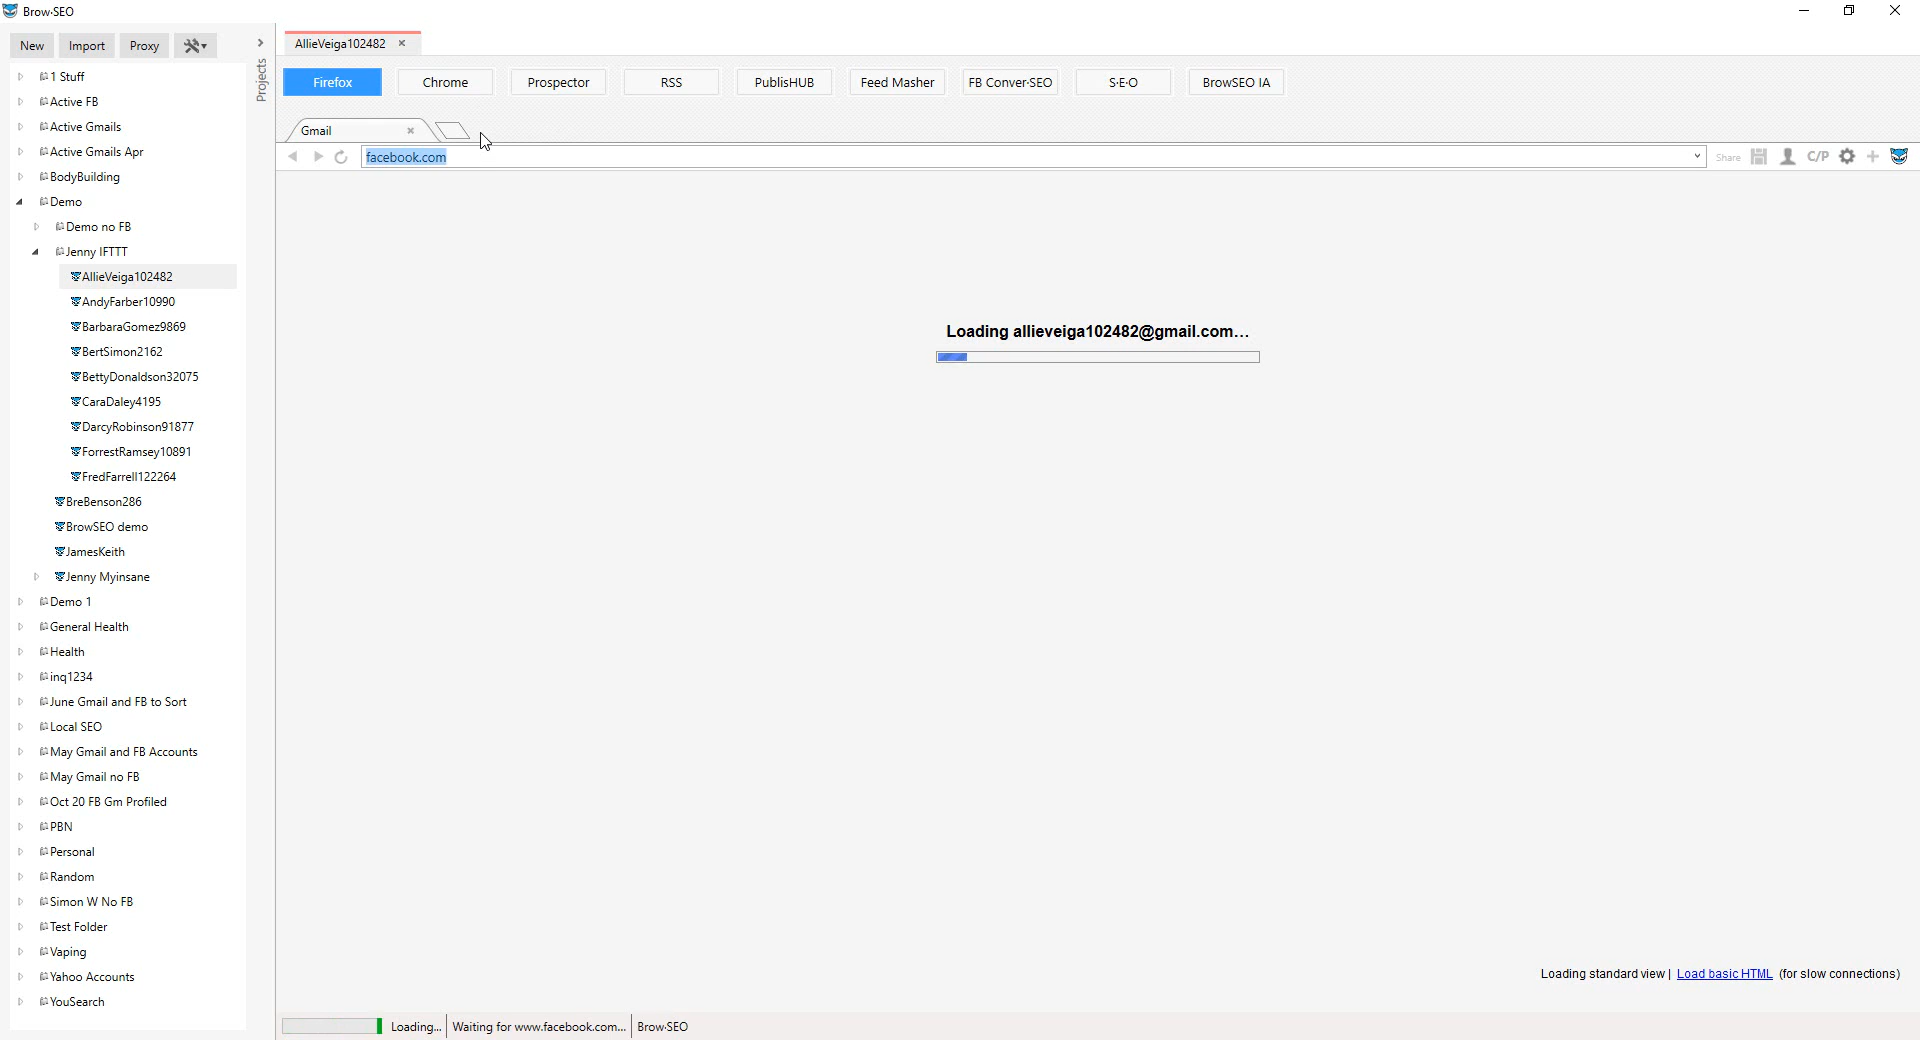 Brow·SEO
New Import Proxy
Projects
1 Stuff
Active FB
Active Gmails
Active Gmails Apr
BodyBuilding
Demo
Demo no FB
Jenny IFTTT
AllieVeiga102482
AndyFarber10990
BarbaraGomez9869
BertSimon2162
BettyDonaldson32075
CaraDaley4195
DarcyRobinson91877
ForrestRamsey10891
FredFarrell122264
BreBenson286
BrowSEO demo
JamesKeith
Jenny Myinsane
Demo 1
General Health
Health
inq1234
June Gmail and FB to Sort
Local SEO
May Gmail and FB Accounts
May Gmail no FB
Oct 20 FB Gm Profiled
PBN
Personal
Random
Simon W No FB
Test Folder
Vaping
Yahoo Accounts
YouSearch
AllieVeiga102482
Firefox Chrome Prospector RSS PublisHUB Feed Masher FB Conver·SEO S·E·O BrowSEO IA
Gmail
facebook.com Share C/P
Loading allieveiga102482@gmail.com...
Loading standard view | Load basic HTML (for slow connections)
Loading... Waiting for www.facebook.com... Brow·SEO